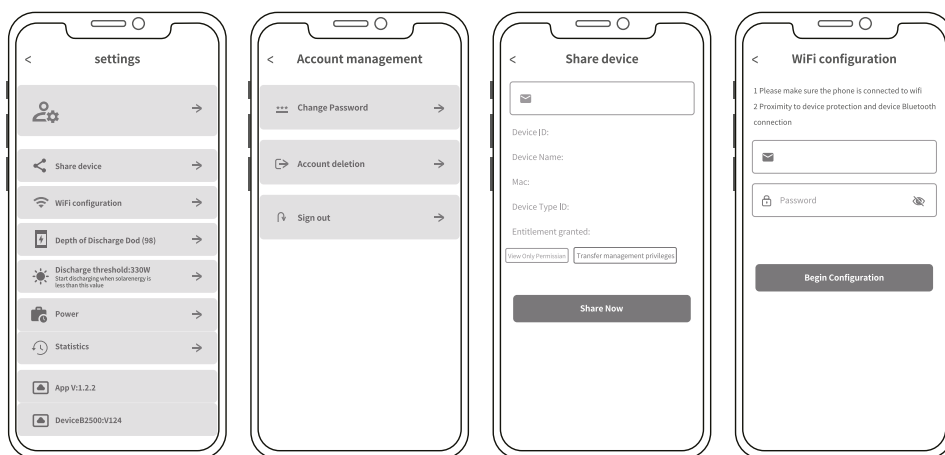 < settings
Share device
WiFi configuration
Depth of Discharge Dod (98)
Discharge threshold:330W
Start discharging when solarenergy is
less than this value
Power
Statistics
App V:1.2.2
DeviceB2500:V124
< Account management
Change Password
Account deletion
Sign out
< Share device
Device ID:
Device Name:
Mac:
Device Type ID:
Entitlement granted:
View Only Permissian
Transfer management privileges
Share Now
< WiFi configuration
1 Please make sure the phone is connected to wifi
2 Proximity to device protection and device Bluetooth
connection
Password
Begin Configuration